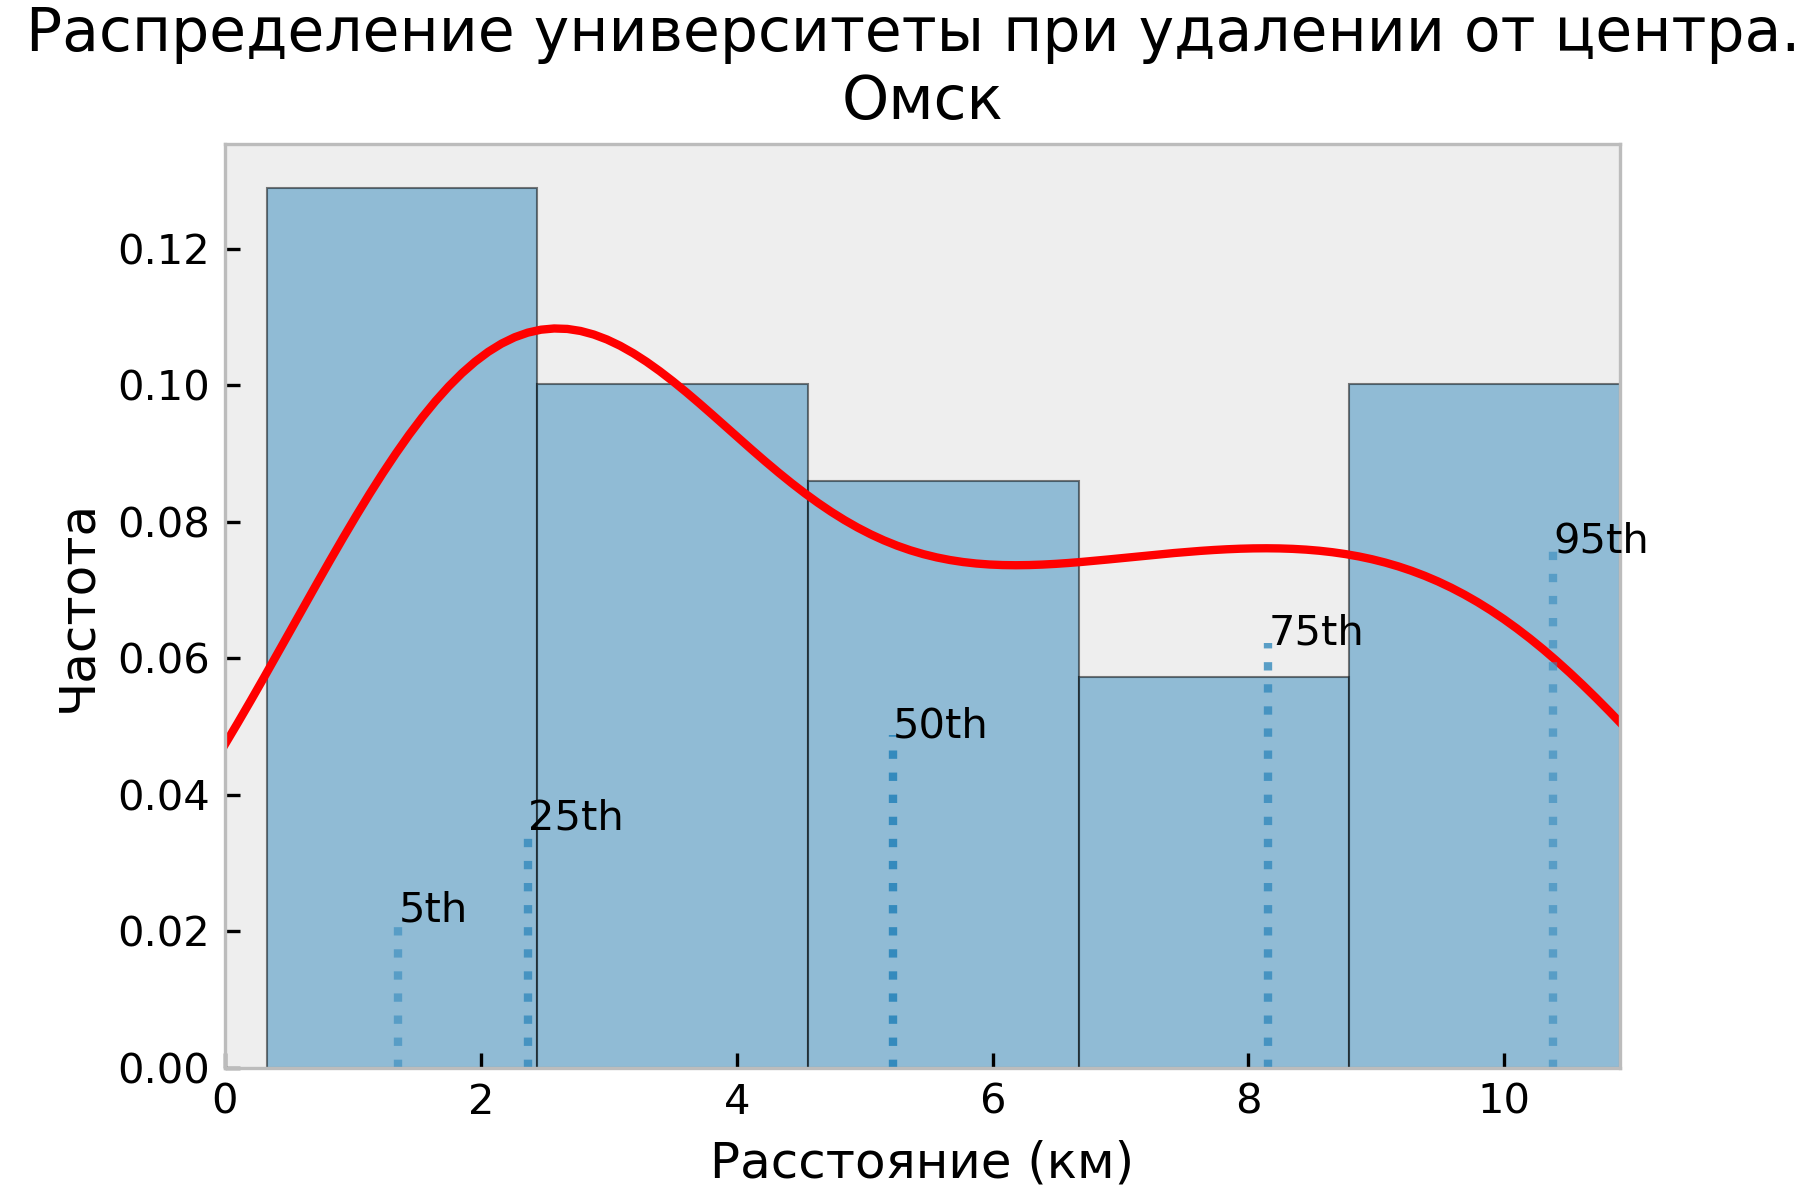 Распределение университеты при удалении от центра.
Омск
0.12
0.10
0.08
0.06
0.04
0.02
0.00
Частота
5th
25th
50th
75th
95th
0 2 4 6 8 10
Расстояние (км)